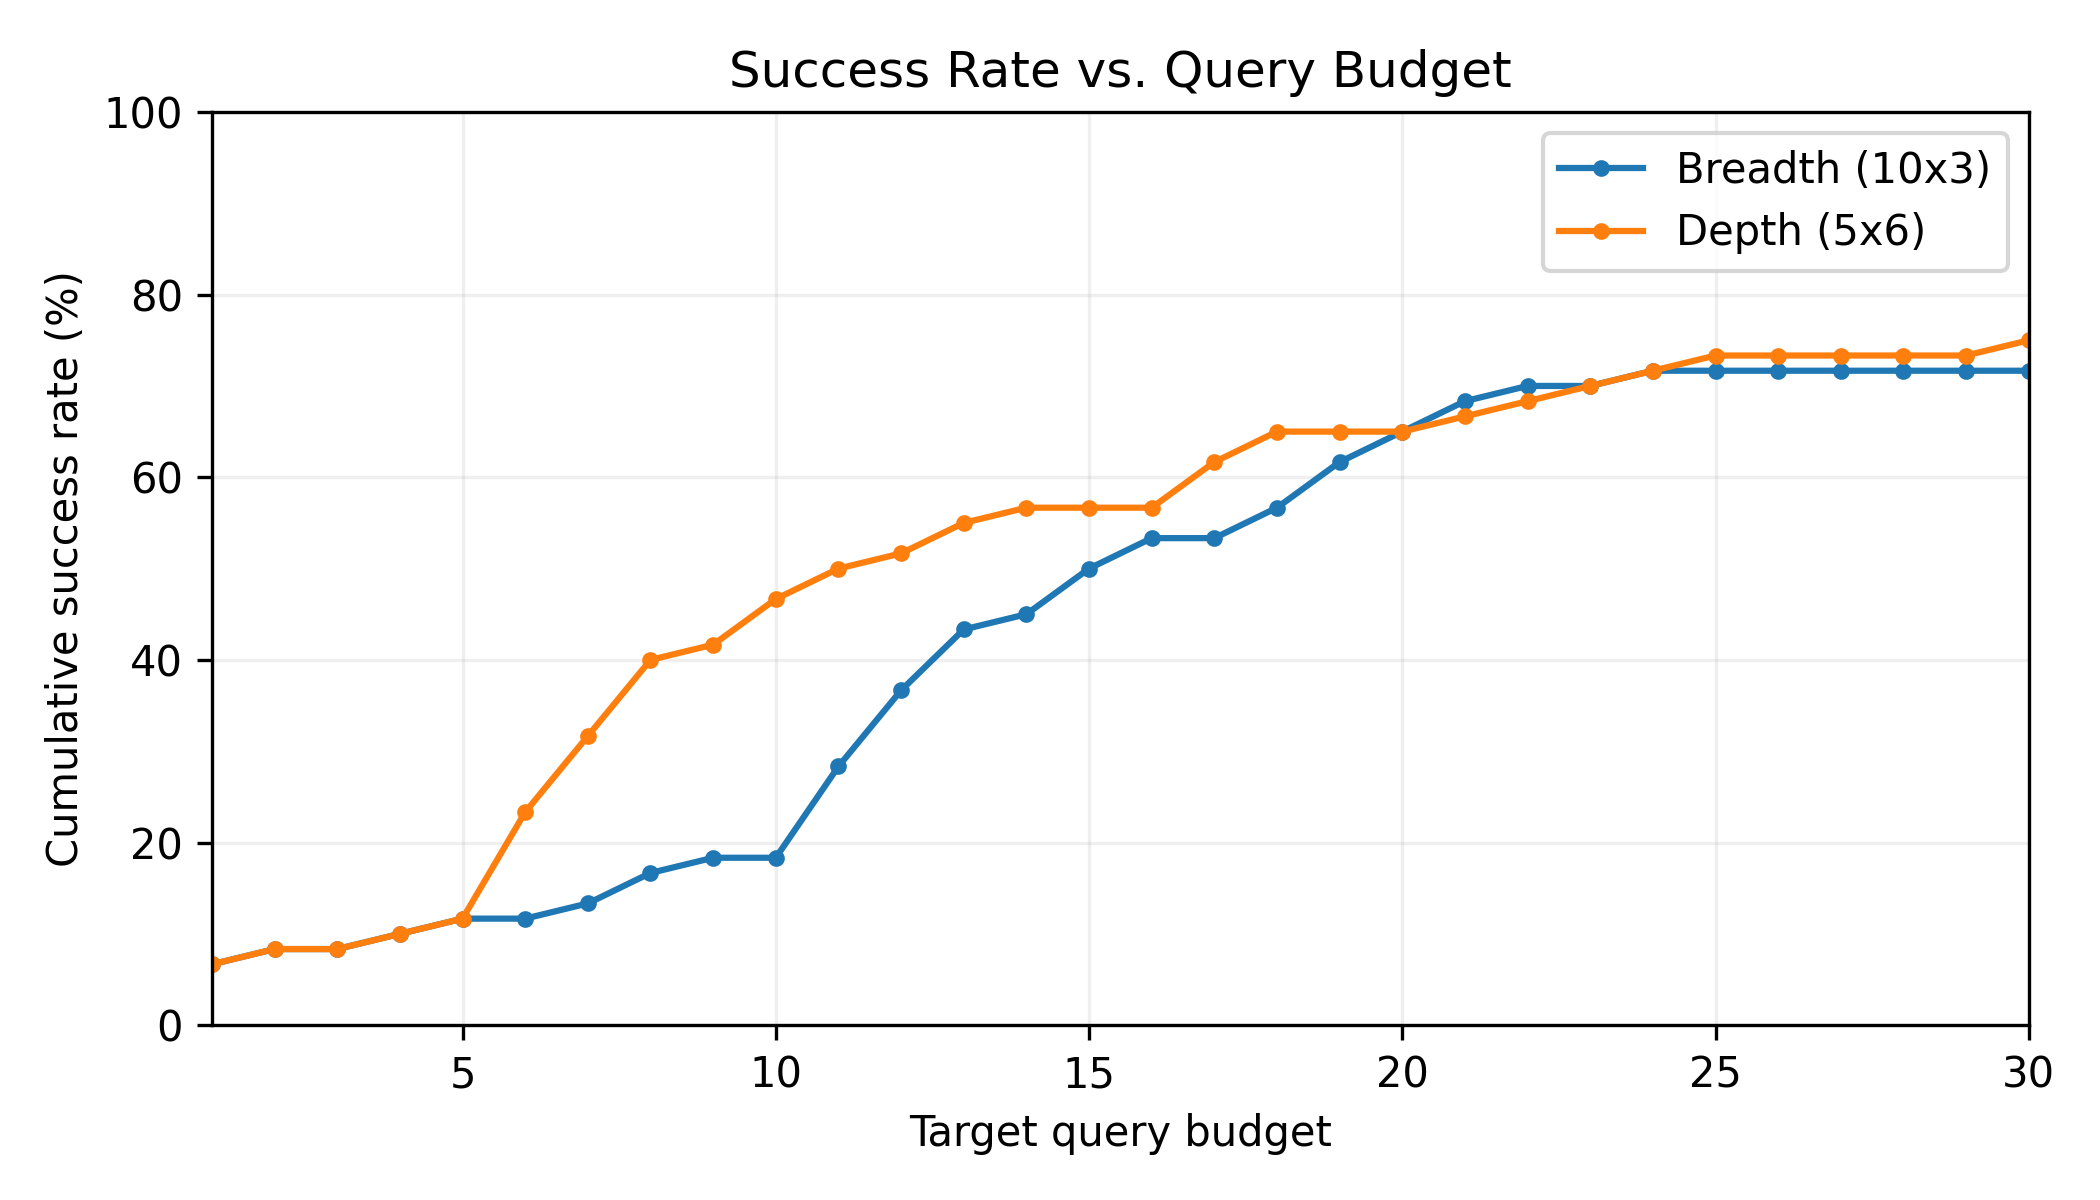 Success Rate vs. Query Budget
100
80
60
40
20
0
Cumulative success rate (%)
Breadth (10x3)
Depth (5x6)
5 10 15 20 25 30
Target query budget